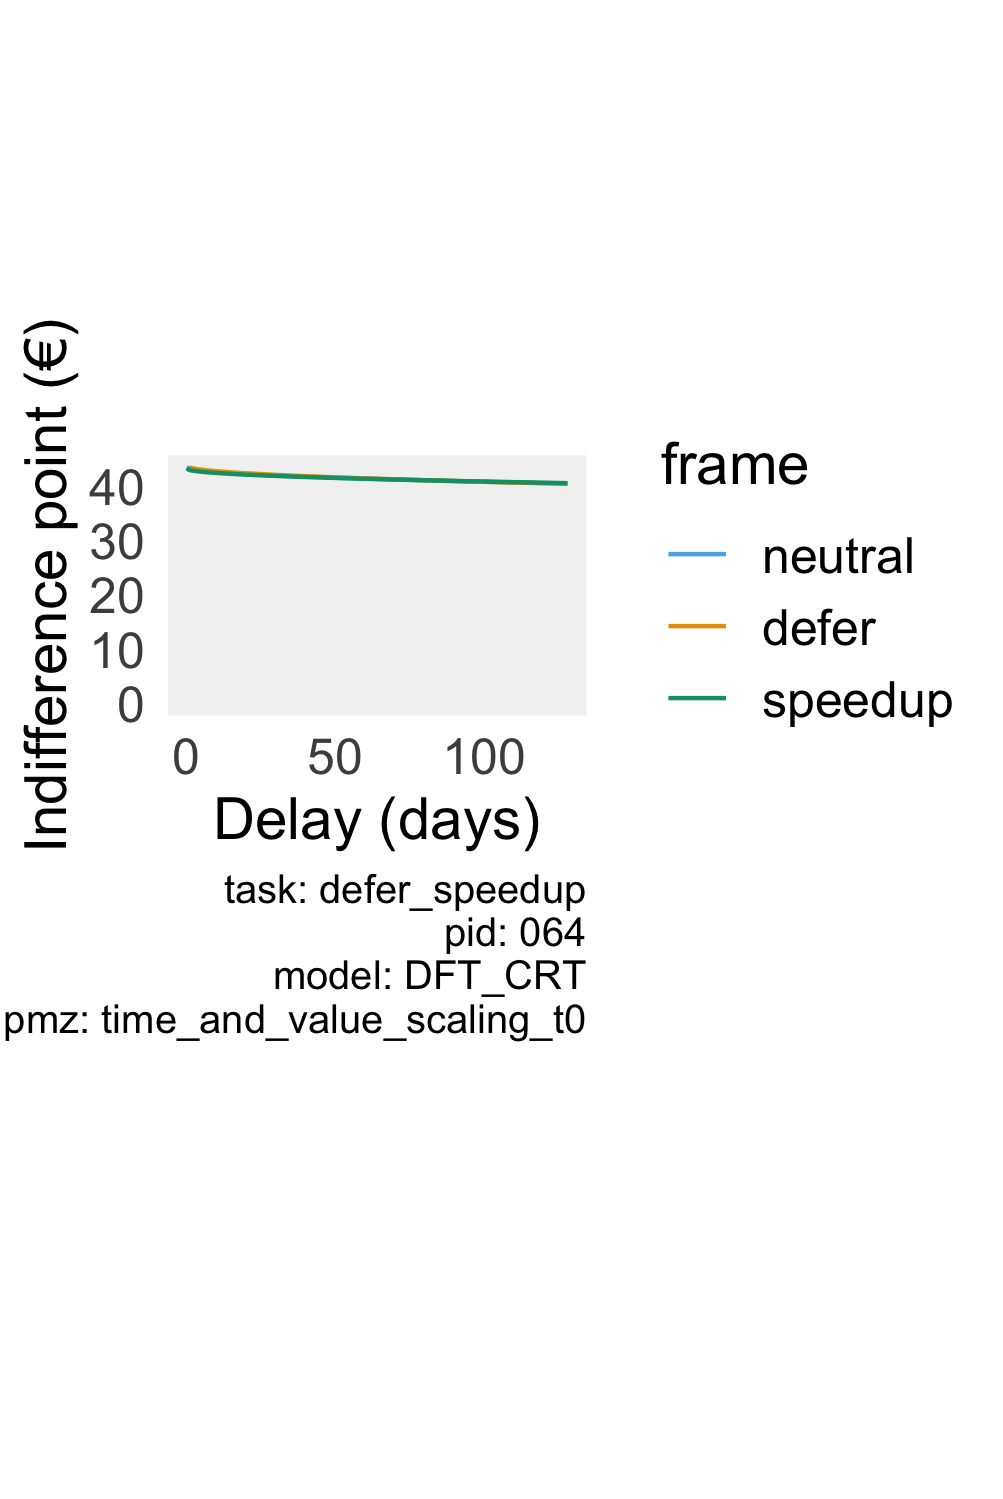 Indifference point (€)
40
30
20
10
0
0 50 100
Delay (days)
frame
neutral
defer
speedup
task: defer_speedup
pid: 064
model: DFT_CRT
pmz: time_and_value_scaling_t0